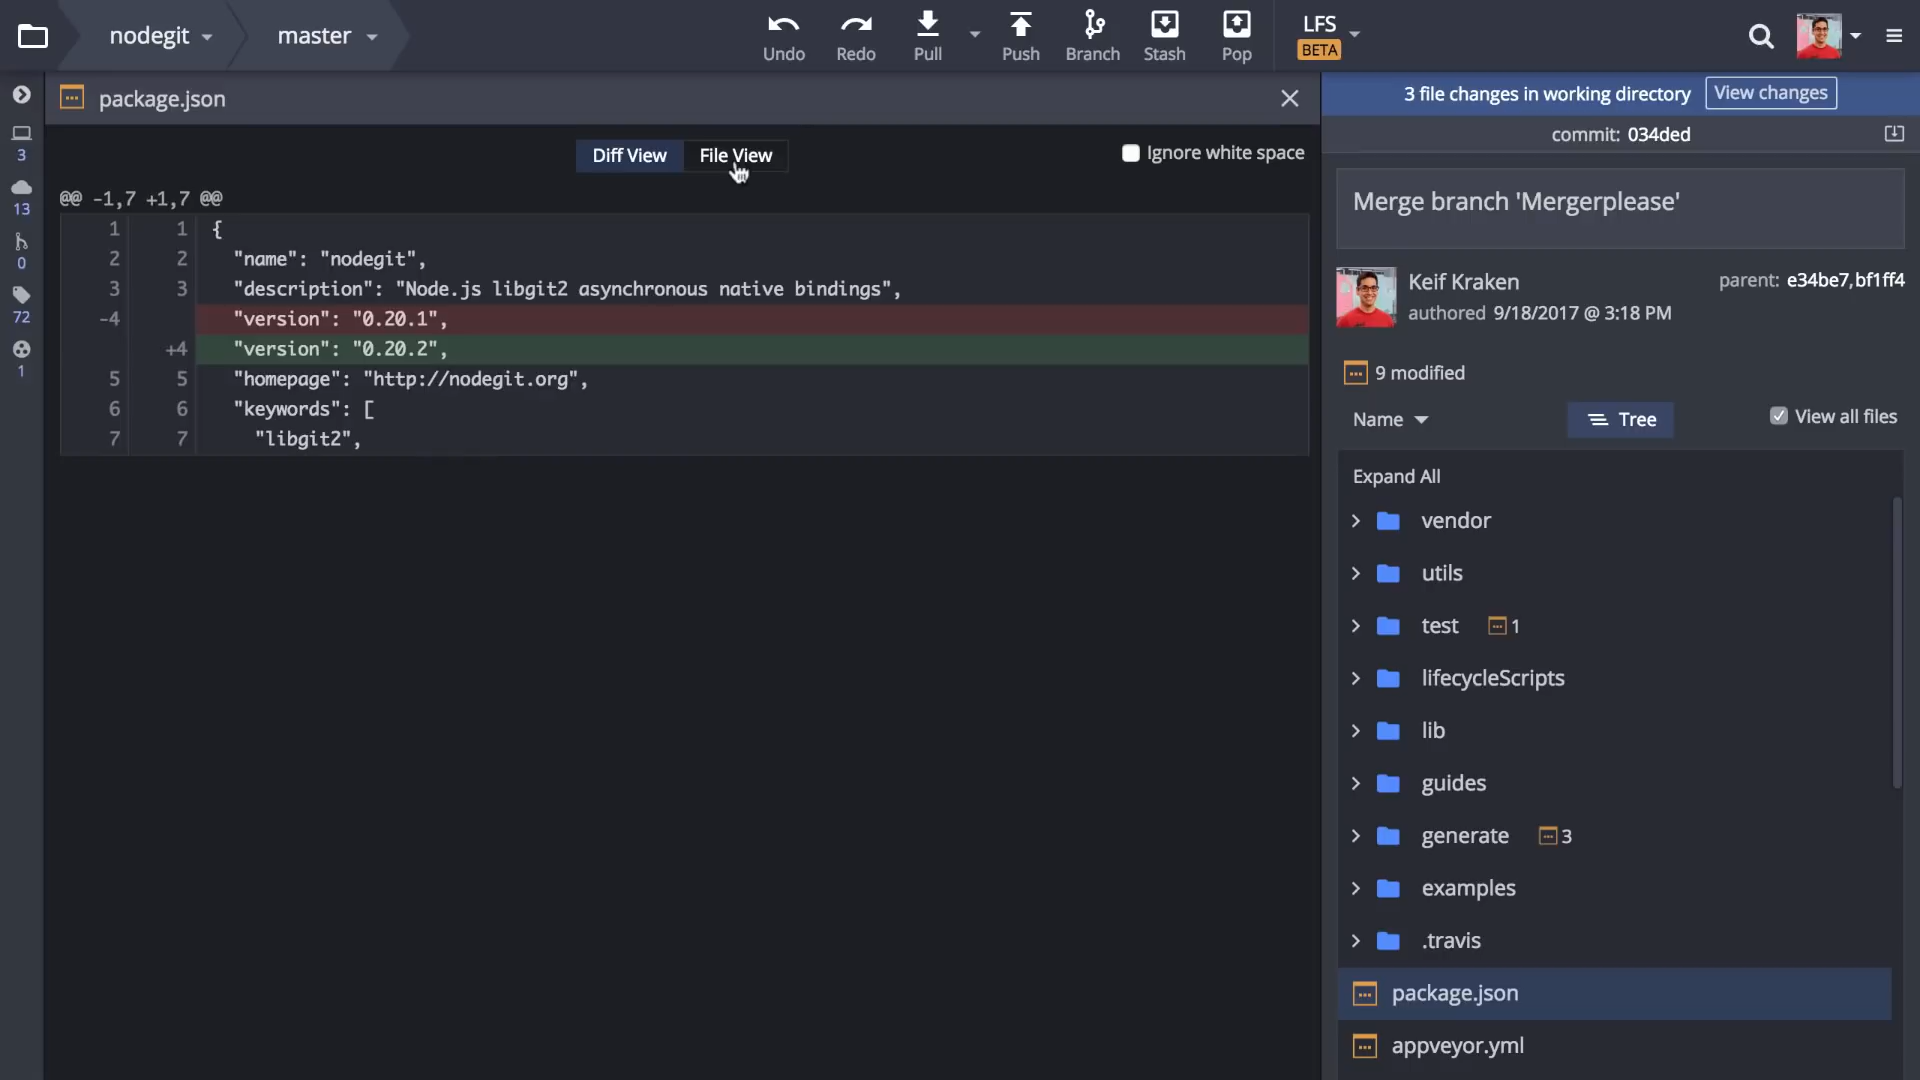 nodegit
master
Undo
Redo
Pull
Push
Branch
Stash
Pop
LFS
BETA
package.json
3 file changes in working directory
View changes
commit: 034ded
3
13
0
72
1
Diff View
File View
Ignore white space
@@ -1,7 +1,7 @@
1 1 {
2 2 "name": "nodegit",
3 3 "description": "Node.js libgit2 asynchronous native bindings",
-4 "version": "0.20.1",
+4 "version": "0.20.2",
5 5 "homepage": "http://nodegit.org",
6 6 "keywords": [
7 7 "libgit2",
Merge branch 'Mergerplease'
Keif Kraken
authored 9/18/2017 @ 3:18 PM
parent: e34be7,bf1ff4
9 modified
Name
Tree
View all files
Expand All
vendor
utils
test 1
lifecycleScripts
lib
guides
generate 3
examples
.travis
package.json
appveyor.yml